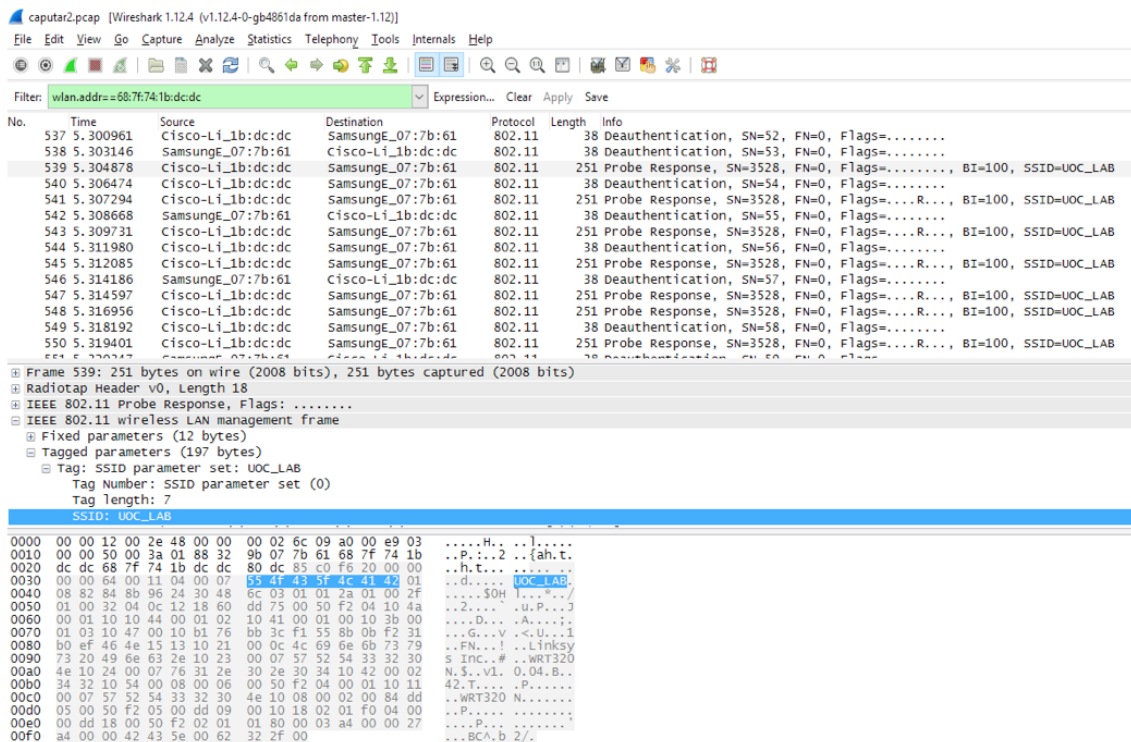 caputar2.pcap [Wireshark 1.12.4 (v1.12.4-0-gb4861da from master-1.12)]
File Edit View Go Capture Analyze Statistics Telephony Tools Internals Help
Filter: wlan.addr==68:7f:74:1b:dc:dc Expression... Clear Apply Save
No. Time Source Destination Protocol Length Info
537 5.300961 Cisco-Li_1b:dc:dc SamsungE_07:7b:61 802.11 38 Deauthentication, SN=52, FN=0, Flags=........
538 5.303146 SamsungE_07:7b:61 Cisco-Li_1b:dc:dc 802.11 38 Deauthentication, SN=53, FN=0, Flags=........
539 5.304878 Cisco-Li_1b:dc:dc SamsungE_07:7b:61 802.11 251 Probe Response, SN=3528, FN=0, Flags=........, BI=100, SSID=UOC_LAB
540 5.306474 SamsungE_07:7b:61 Cisco-Li_1b:dc:dc 802.11 38 Deauthentication, SN=54, FN=0, Flags=........
541 5.307294 Cisco-Li_1b:dc:dc SamsungE_07:7b:61 802.11 251 Probe Response, SN=3528, FN=0, Flags=....R..., BI=100, SSID=UOC_LAB
542 5.308668 SamsungE_07:7b:61 Cisco-Li_1b:dc:dc 802.11 38 Deauthentication, SN=55, FN=0, Flags=........
543 5.309731 Cisco-Li_1b:dc:dc SamsungE_07:7b:61 802.11 251 Probe Response, SN=3528, FN=0, Flags=....R..., BI=100, SSID=UOC_LAB
544 5.311980 Cisco-Li_1b:dc:dc SamsungE_07:7b:61 802.11 38 Deauthentication, SN=56, FN=0, Flags=........
545 5.312085 Cisco-Li_1b:dc:dc SamsungE_07:7b:61 802.11 251 Probe Response, SN=3528, FN=0, Flags=....R..., BI=100, SSID=UOC_LAB
546 5.314186 SamsungE_07:7b:61 Cisco-Li_1b:dc:dc 802.11 38 Deauthentication, SN=57, FN=0, Flags=........
547 5.314597 Cisco-Li_1b:dc:dc SamsungE_07:7b:61 802.11 251 Probe Response, SN=3528, FN=0, Flags=....R..., BI=100, SSID=UOC_LAB
548 5.316956 Cisco-Li_1b:dc:dc SamsungE_07:7b:61 802.11 251 Probe Response, SN=3528, FN=0, Flags=....R..., BI=100, SSID=UOC_LAB
549 5.318192 Cisco-Li_1b:dc:dc SamsungE_07:7b:61 802.11 38 Deauthentication, SN=58, FN=0, Flags=........
550 5.319401 Cisco-Li_1b:dc:dc SamsungE_07:7b:61 802.11 251 Probe Response, SN=3528, FN=0, Flags=....R..., BI=100, SSID=UOC_LAB
Frame 539: 251 bytes on wire (2008 bits), 251 bytes captured (2008 bits)
Radiotap Header v0, Length 18
IEEE 802.11 Probe Response, Flags: ........
IEEE 802.11 wireless LAN management frame
Fixed parameters (12 bytes)
Tagged parameters (197 bytes)
Tag: SSID parameter set: UOC_LAB
Tag Number: SSID parameter set (0)
Tag length: 7
SSID: UOC_LAB
0000 00 00 12 00 2e 48 00 00 00 02 6c 09 a0 00 e9 03 .....H.. ..l.....
0010 00 00 50 00 3a 01 88 32 9b 07 7b 61 68 7f 74 1b ..P.:..2 ..{ah.t.
0020 dc dc 68 7f 74 1b dc dc 80 dc 85 c0 f6 20 00 00 ..h.t... ..... ..
0030 00 00 64 00 11 04 00 07 55 4f 43 5f 4c 41 42 01 ..d..... UOC_LAB.
0040 08 82 84 8b 96 24 30 48 6c 03 01 01 2a 01 00 2f .....$0H l...*../
0050 01 00 32 04 0c 12 18 60 dd 75 00 50 f2 04 10 4a ..2....` .u.P...J
0060 00 01 10 10 44 00 01 02 10 41 00 01 00 10 3b 00 ....D... .A....;.
0070 01 03 10 47 00 10 b1 76 bb 3c f1 55 8b 0b f2 31 ...G...v .<.U...1
0080 b0 ef 46 4e 15 13 10 21 00 0c 4c 69 6e 6b 73 79 ..FN...! ..Linksy
0090 73 20 49 6e 63 2e 10 23 00 07 57 52 54 33 32 30 s Inc..# ..WRT320
00a0 4e 10 24 00 07 76 31 2e 30 2e 30 34 10 42 00 02 N.$..v1. 0.04.B..
00b0 34 32 10 54 00 08 00 06 00 50 f2 04 00 01 10 11 42.T.... .P......
00c0 00 07 57 52 54 33 32 30 4e 10 08 00 02 00 84 dd ..WRT320 N.......
00d0 05 00 50 f2 05 00 dd 09 00 10 18 02 01 f0 04 00 ..P..... ........
00e0 00 dd 18 00 50 f2 02 01 01 80 00 03 a4 00 00 27 ....P... .......'
00f0 a4 00 00 42 43 5e 00 62 32 2f 00 ...BC^.b 2/.